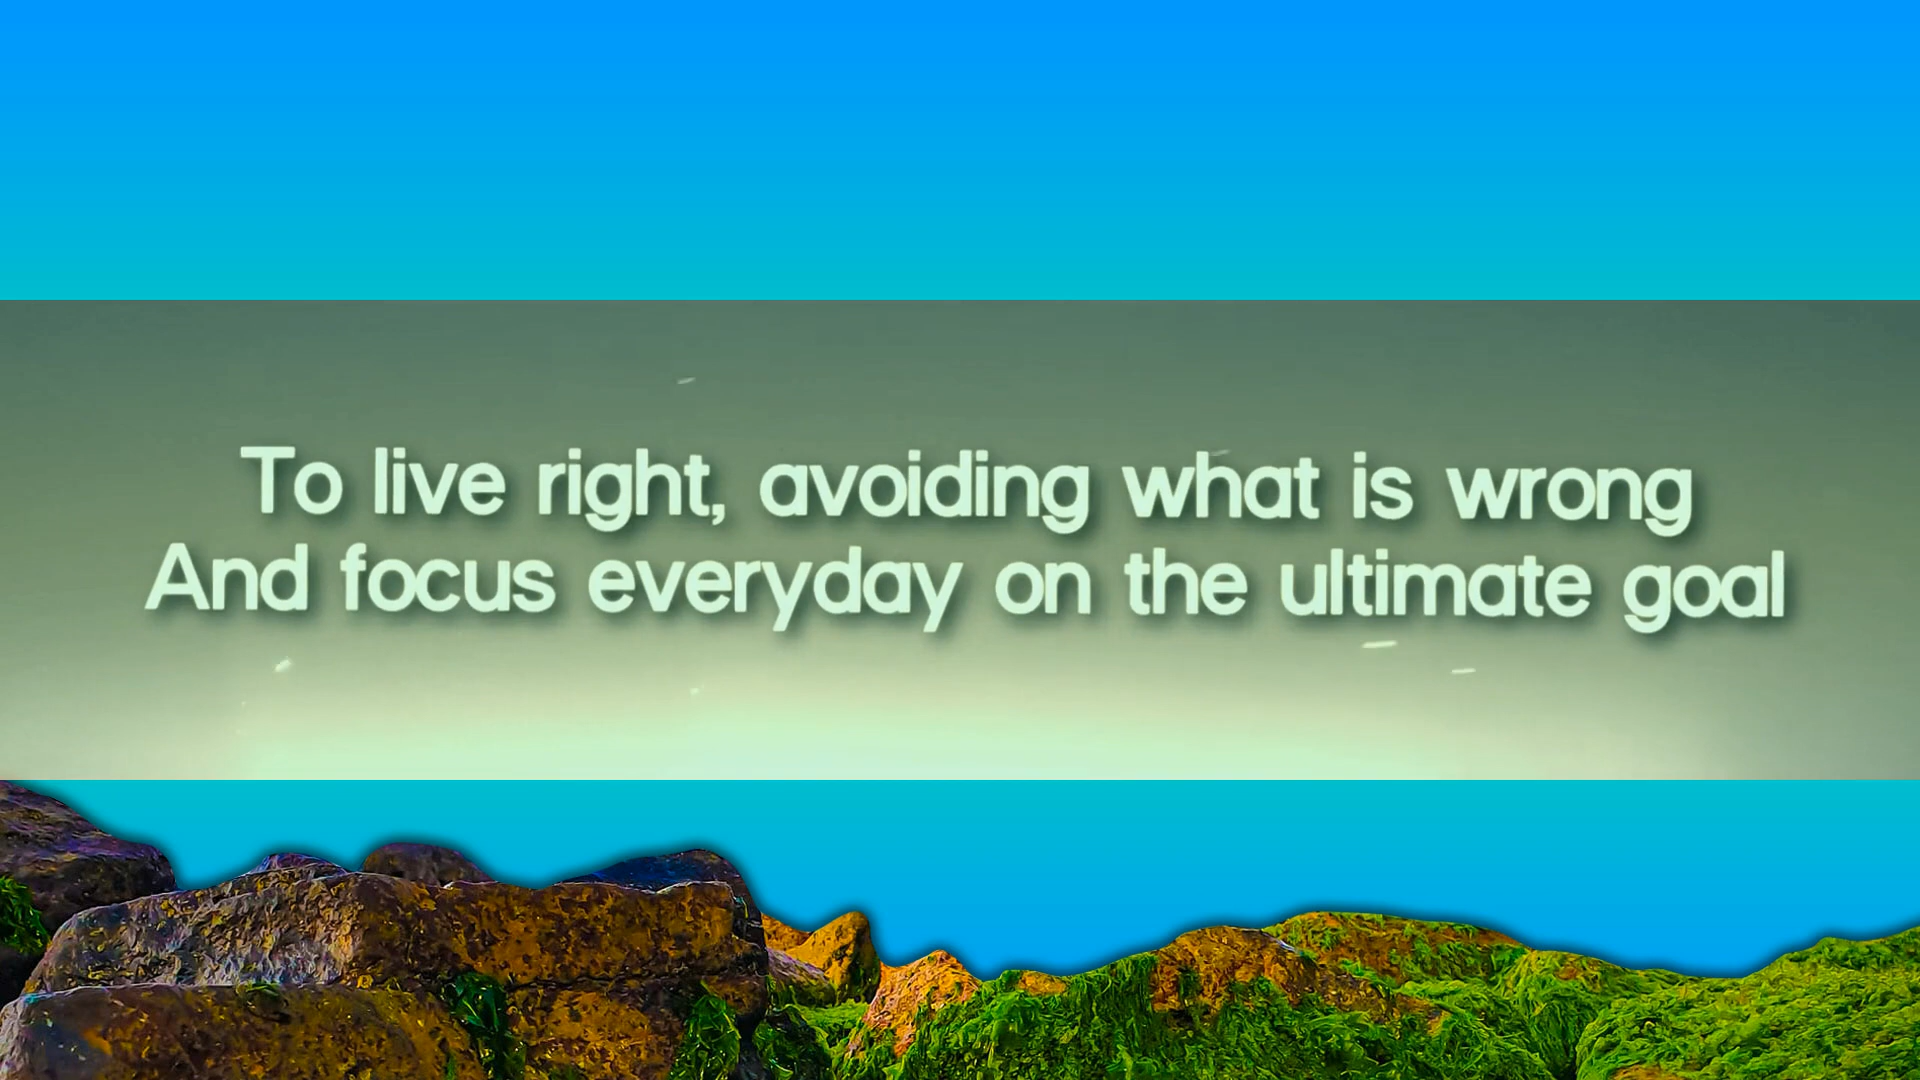 To live right, avoiding what is wrong
And focus everyday on the ultimate goal